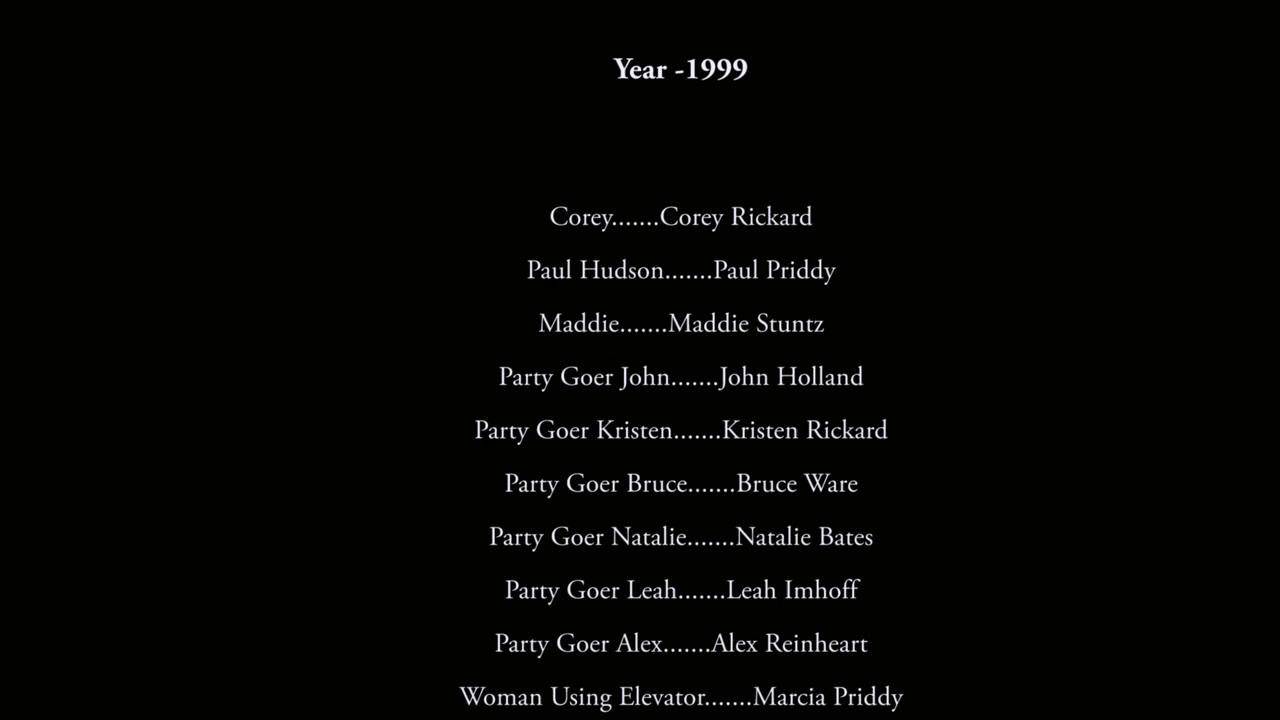 Year -1999
Corey.......Corey Rickard
Paul Hudson.......Paul Priddy
Maddie.......Maddie Stuntz
Party Goer John.......John Holland
Party Goer Kristen.......Kristen Rickard
Party Goer Bruce.......Bruce Ware
Party Goer Natalie.......Natalie Bates
Party Goer Leah.......Leah Imhoff
Party Goer Alex.......Alex Reinheart
Woman Using Elevator.......Marcia Priddy